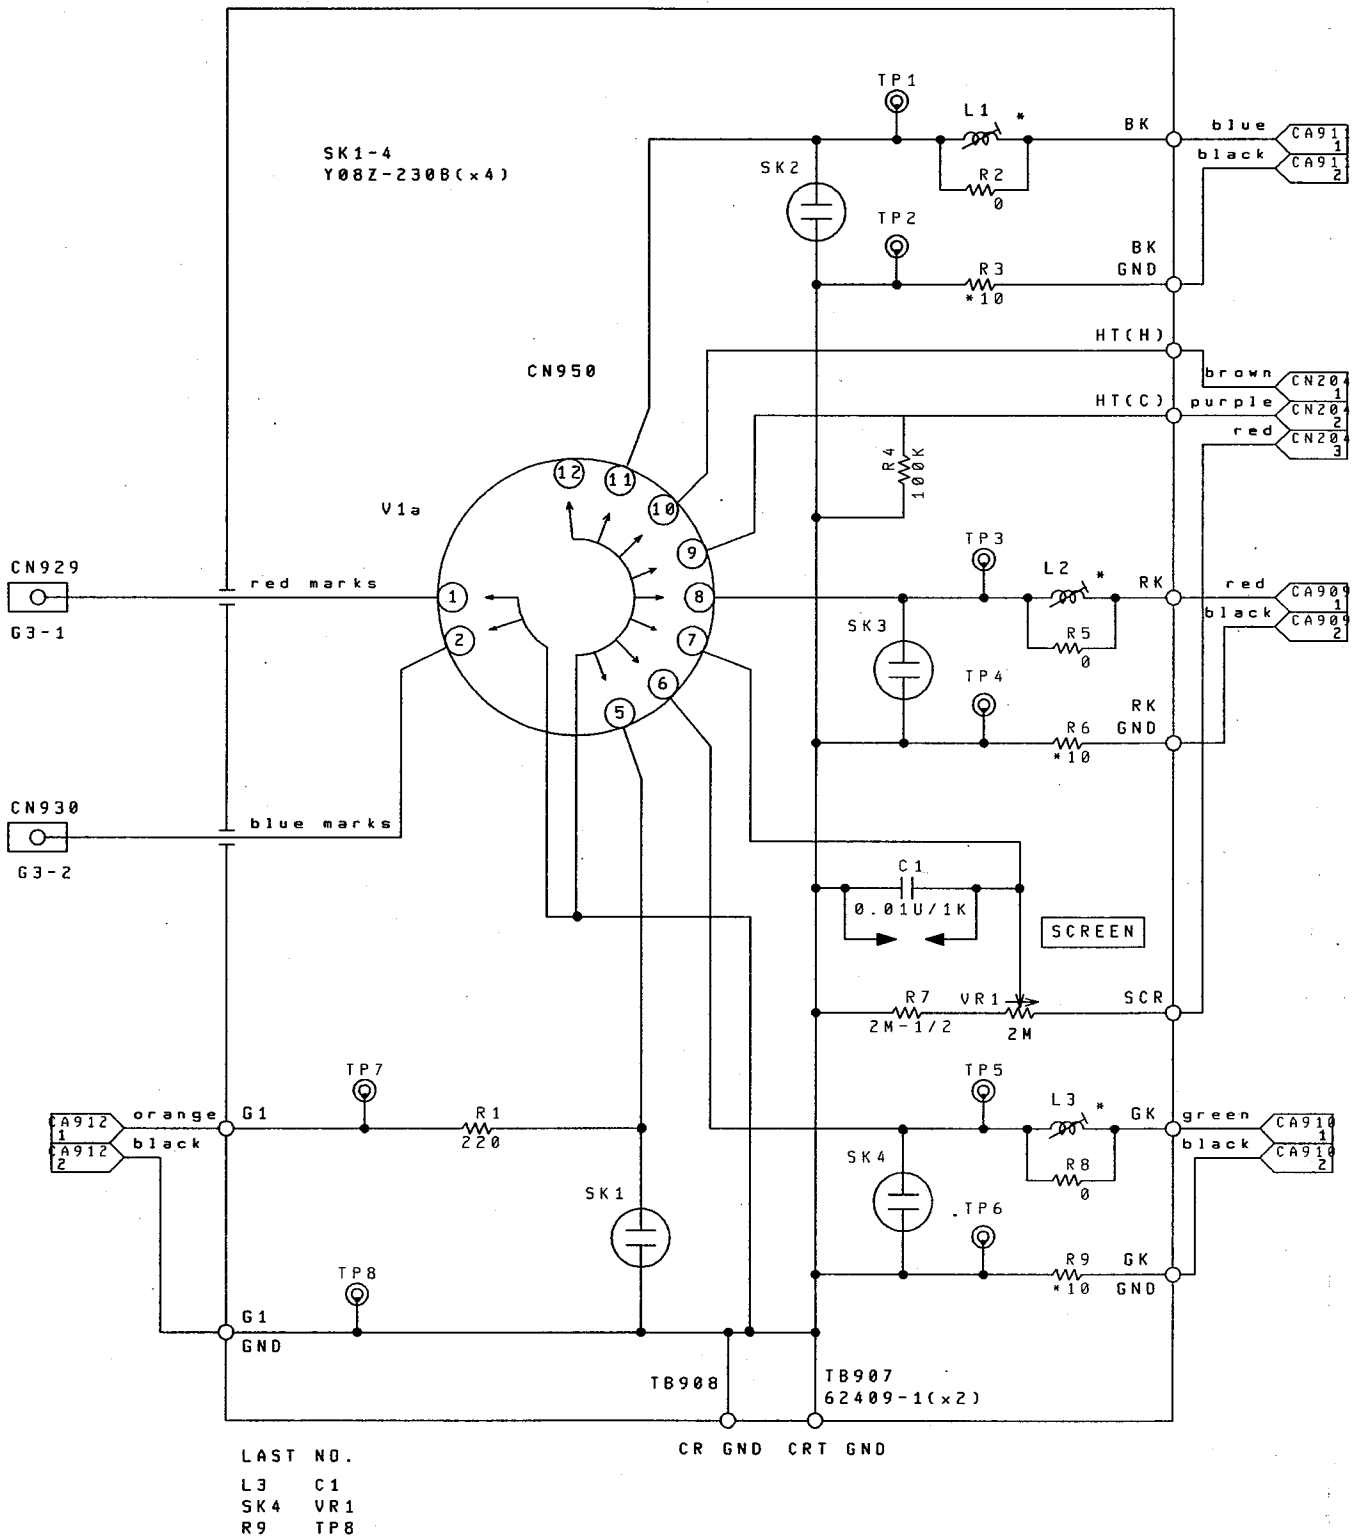 TP1
L1 *
BK
blue
CA911
1
SK1-4
Y08Z-230B(x4)
SK2
black
CA911
2
R2
0
TP2
BK
GND
R3
*10
HT(H)
CN950
brown
CN204
1
HT(C)
purple
CN204
2
red
CN204
3
R4
100K
12
11
10
9
8
7
6
5
1
2
V1a
TP3
CN929
red marks
G3-1
L2 *
RK
red
CA909
1
black
CA909
2
SK3
R5
0
TP4
RK
GND
R6
*10
CN930
blue marks
G3-2
C1
0.01U/1K
SCREEN
R7
2M-1/2
VR1
2M
SCR
TP7
TP5
CA912
1
orange
G1
R1
220
L3 *
GK
green
CA910
1
CA912
2
black
black
CA910
2
SK4
R8
0
SK1
TP6
TP8
R9
*10
GK
GND
G1
GND
TB908
TB907
62409-1(x2)
CR GND
CRT GND
LAST NO.
L3 C1
SK4 VR1
R9 TP8